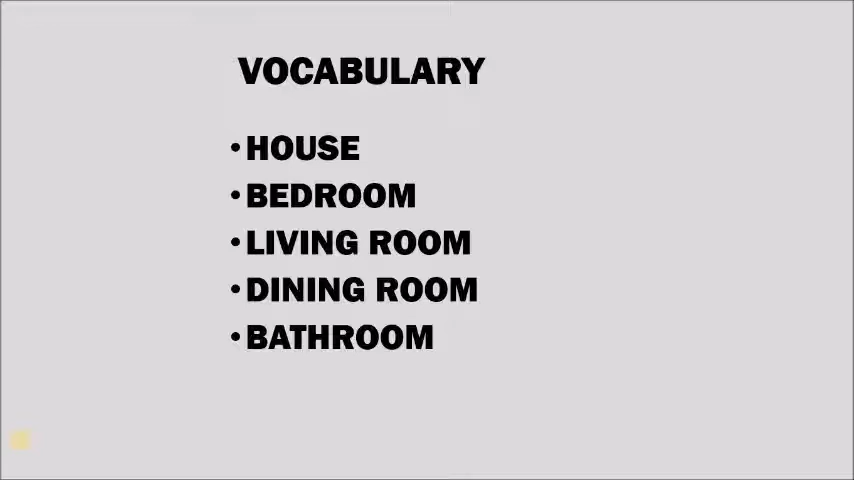 VOCABULARY
• HOUSE
• BEDROOM
• LIVING ROOM
• DINING ROOM
• BATHROOM